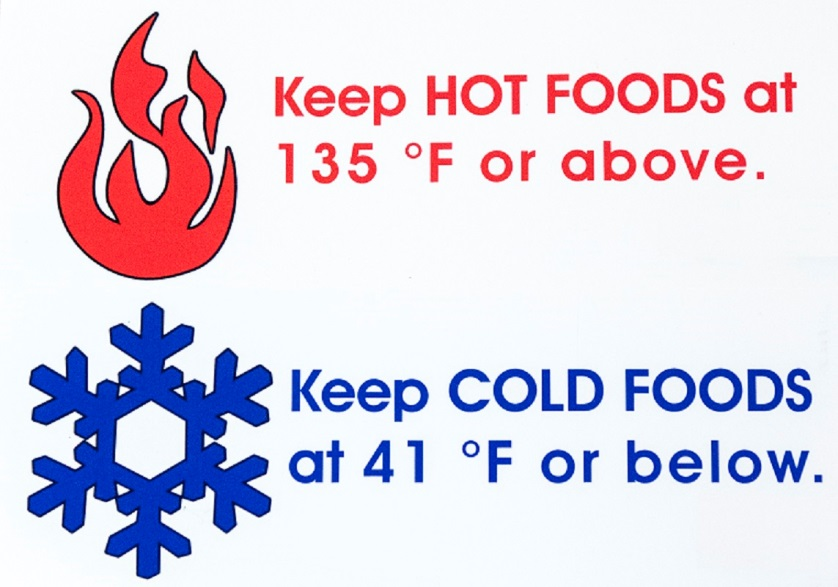 Keep HOT FOODS at
135 °F or above.
Keep COLD FOODS
at 41 °F or below.